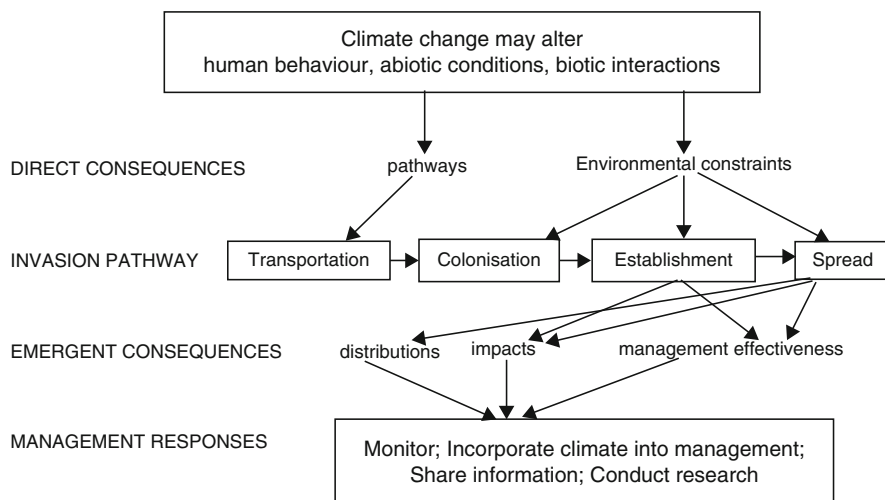 Climate change may alter
human behaviour, abiotic conditions, biotic interactions
DIRECT CONSEQUENCES
pathways
Environmental constraints
INVASION PATHWAY
Transportation
Colonisation
Establishment
Spread
EMERGENT CONSEQUENCES
distributions
impacts
management effectiveness
MANAGEMENT RESPONSES
Monitor; Incorporate climate into management;
Share information; Conduct research